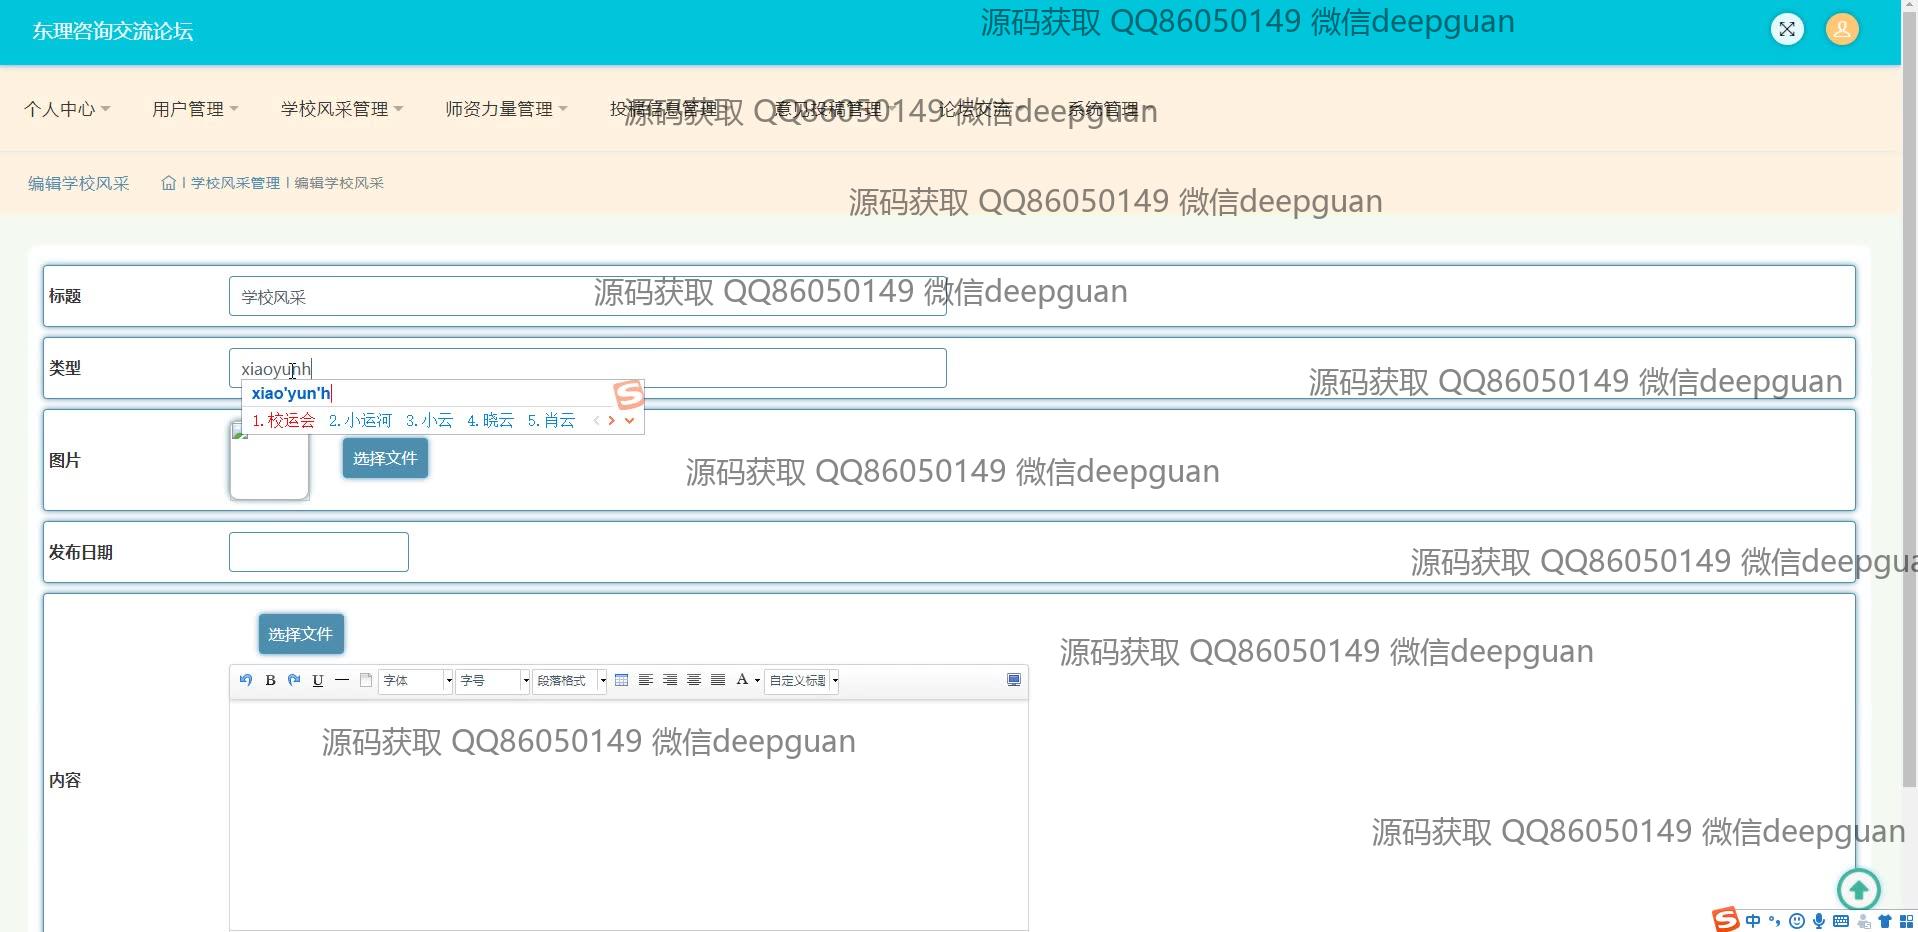 东理咨询交流论坛
源码获取 QQ86050149 微信deepguan
个人中心 用户管理 学校风采管理 师资力量管理 投稿信息管理 意见投稿管理 论坛交流 系统管理
源码获取 QQ86050149 微信deepguan
编辑学校风采 学校风采管理 编辑学校风采
源码获取 QQ86050149 微信deepguan
标题 学校风采
源码获取 QQ86050149 微信deepguan
类型 xiaoyunh
源码获取 QQ86050149 微信deepguan
xiao'yun'h
1.校运会 2.小运河 3.小云 4.晓云 5.肖云
图片 选择文件
源码获取 QQ86050149 微信deepguan
发布日期
源码获取 QQ86050149 微信deepgua
选择文件
源码获取 QQ86050149 微信deepguan
B U 字体 字号 段落格式 A 自定义标题
源码获取 QQ86050149 微信deepguan
内容
源码获取 QQ86050149 微信deepguan
中